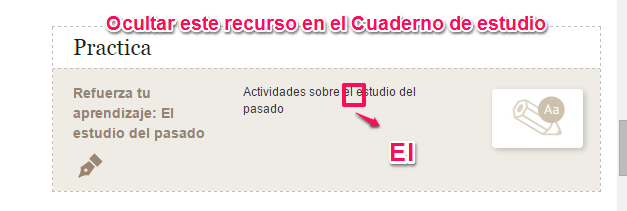 Ocultar este recurso en el Cuaderno de estudio
Practica
Refuerza tu
aprendizaje: El
estudio del pasado
Actividades sobre el estudio del
pasado
Aa
El